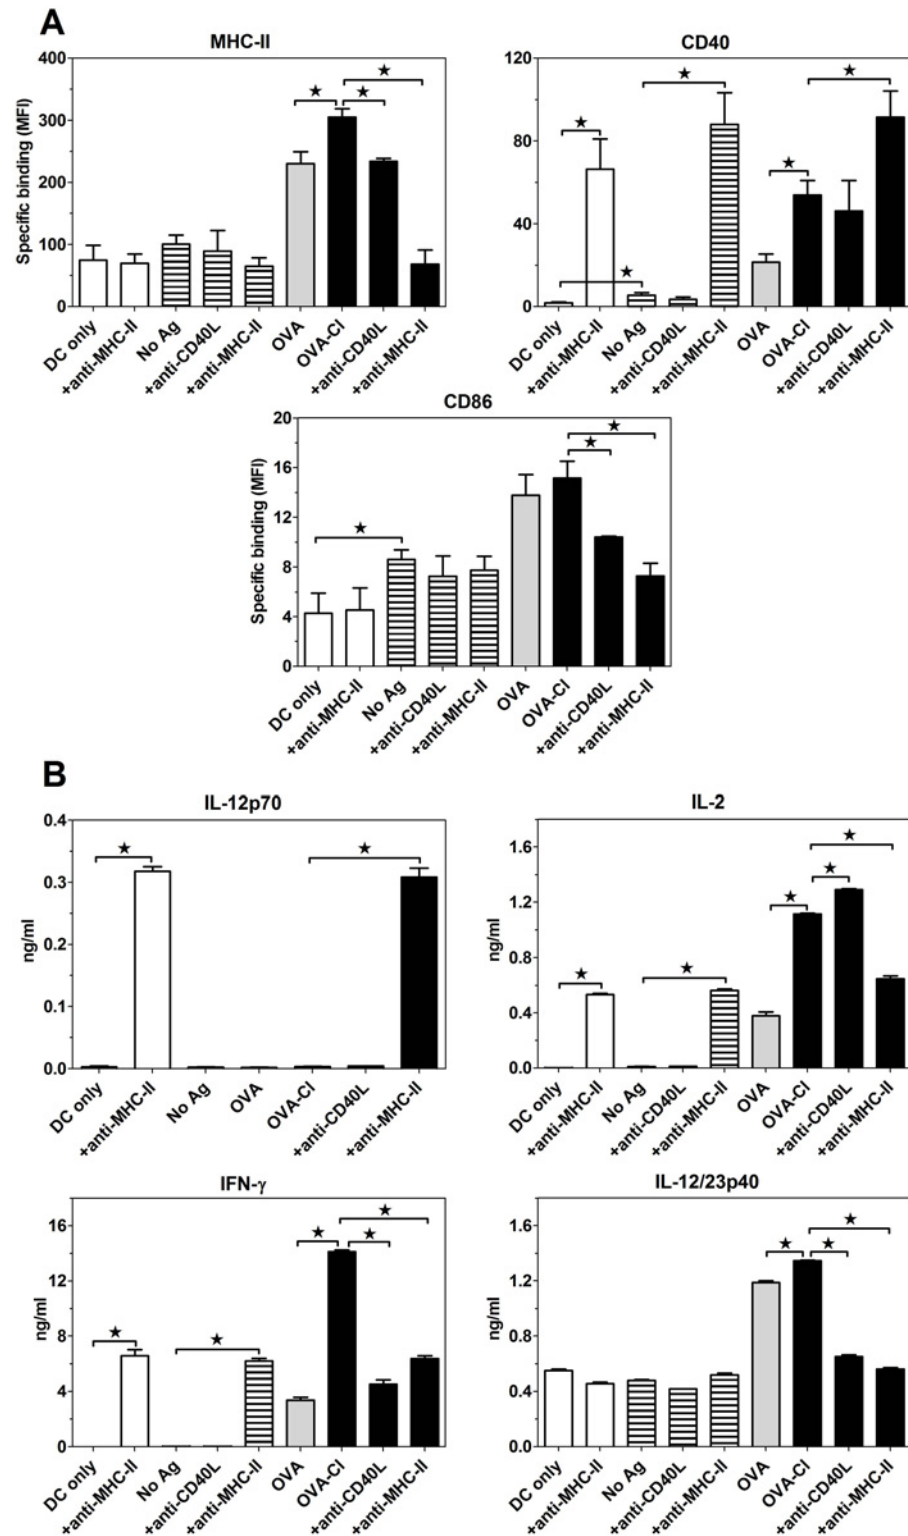 A
MHC-II
Specific binding (MFI)
400
300
200
100
0
★ ★ ★
DC only
+anti-MHC-II
No Ag
+anti-CD40L
+anti-MHC-II
OVA
OVA-CI
+anti-CD40L
+anti-MHC-II
CD40
120
80
40
0
★ ★ ★ ★ ★
DC only
+anti-MHC-II
No Ag
+anti-CD40L
+anti-MHC-II
OVA
OVA-CI
+anti-CD40L
+anti-MHC-II
CD86
Specific binding (MFI)
20
16
12
8
4
0
★ ★ ★
DC only
+anti-MHC-II
No Ag
+anti-CD40L
+anti-MHC-II
OVA
OVA-CI
+anti-CD40L
+anti-MHC-II
B
IL-12p70
ng/ml
0.4
0.3
0.2
0.1
0.0
★ ★
DC only
+anti-MHC-II
No Ag
OVA
OVA-CI
+anti-CD40L
+anti-MHC-II
IL-2
ng/ml
1.6
1.2
0.8
0.4
0.0
★ ★ ★ ★ ★
DC only
+anti-MHC-II
No Ag
+anti-CD40L
+anti-MHC-II
OVA
OVA-CI
+anti-CD40L
+anti-MHC-II
IFN-γ
ng/ml
16
12
8
4
0
★ ★ ★ ★ ★
DC only
+anti-MHC-II
No Ag
+anti-CD40L
+anti-MHC-II
OVA
OVA-CI
+anti-CD40L
+anti-MHC-II
IL-12/23p40
ng/ml
1.6
1.2
0.8
0.4
0.0
★ ★ ★
DC only
+anti-MHC-II
No Ag
+anti-CD40L
+anti-MHC-II
OVA
OVA-CI
+anti-CD40L
+anti-MHC-II